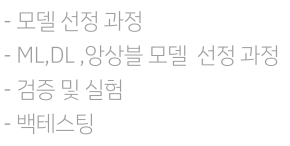 - 모델 선정 과정
- ML,DL ,앙상블 모델  선정 과정
- 검증 및 실험
- 백테스팅